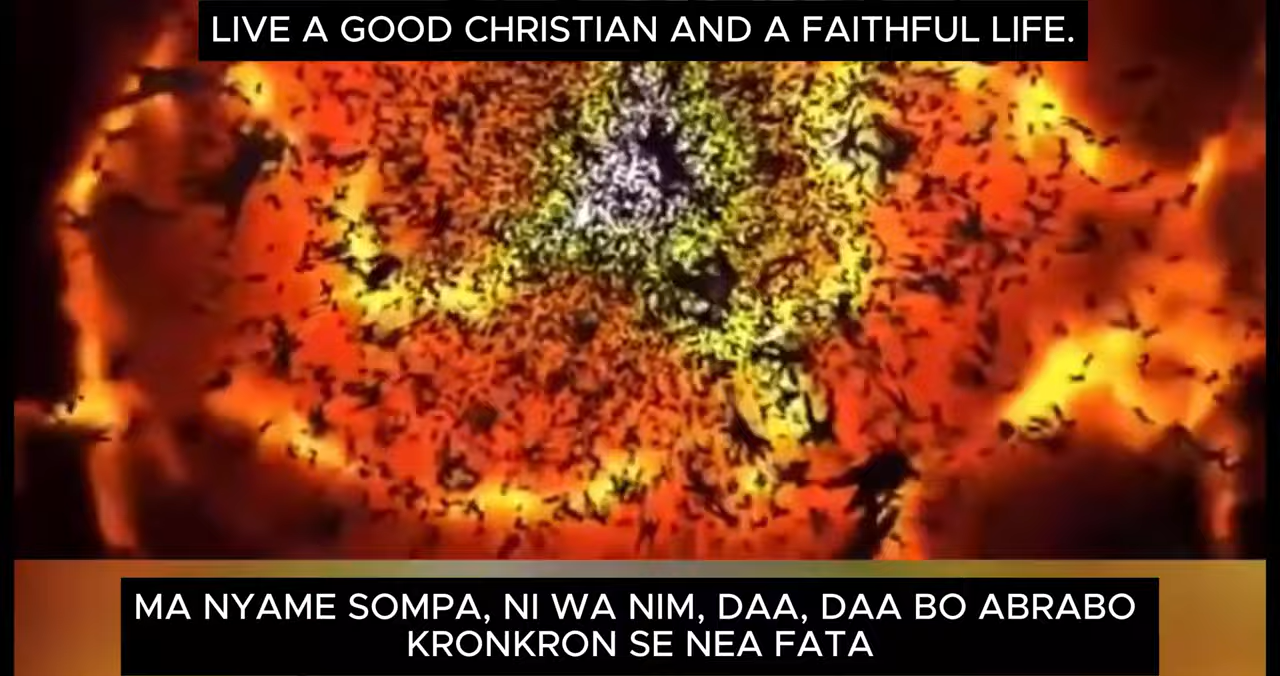 LIVE A GOOD CHRISTIAN AND A FAITHFUL LIFE.
MA NYAME SOMPA, NI WA NIM, DAA, DAA BO ABRABO
KRONKRON SE NEA FATA